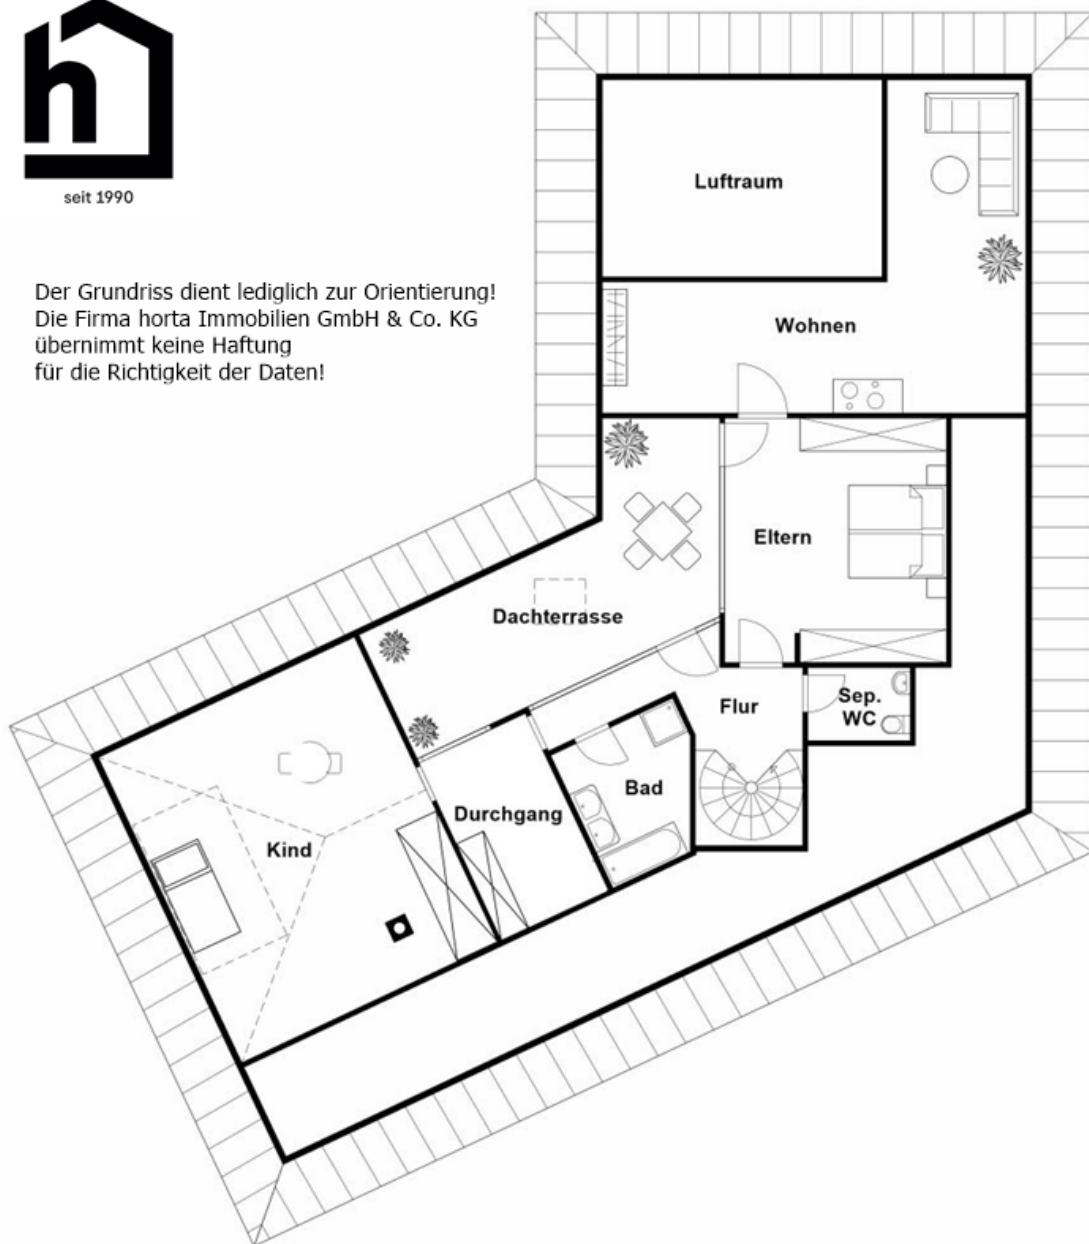 h
seit 1990
Der Grundriss dient lediglich zur Orientierung!
Die Firma horta Immobilien GmbH & Co. KG
übernimmt keine Haftung
für die Richtigkeit der Daten!
Luftraum
Wohnen
Eltern
Dachterrasse
Flur
Sep.
WC
Bad
Durchgang
Kind